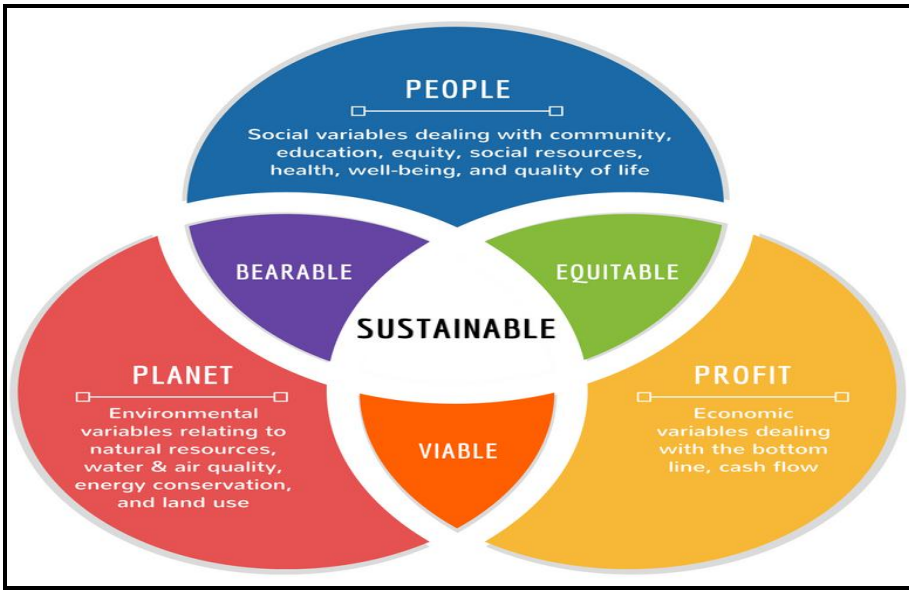 PEOPLE
Social variables dealing with community,
education, equity, social resources,
health, well-being, and quality of life
BEARABLE
EQUITABLE
SUSTAINABLE
PLANET
Environmental
variables relating to
natural resources,
water & air quality,
energy conservation,
and land use
PROFIT
Economic
variables dealing
with the bottom
line, cash flow
VIABLE